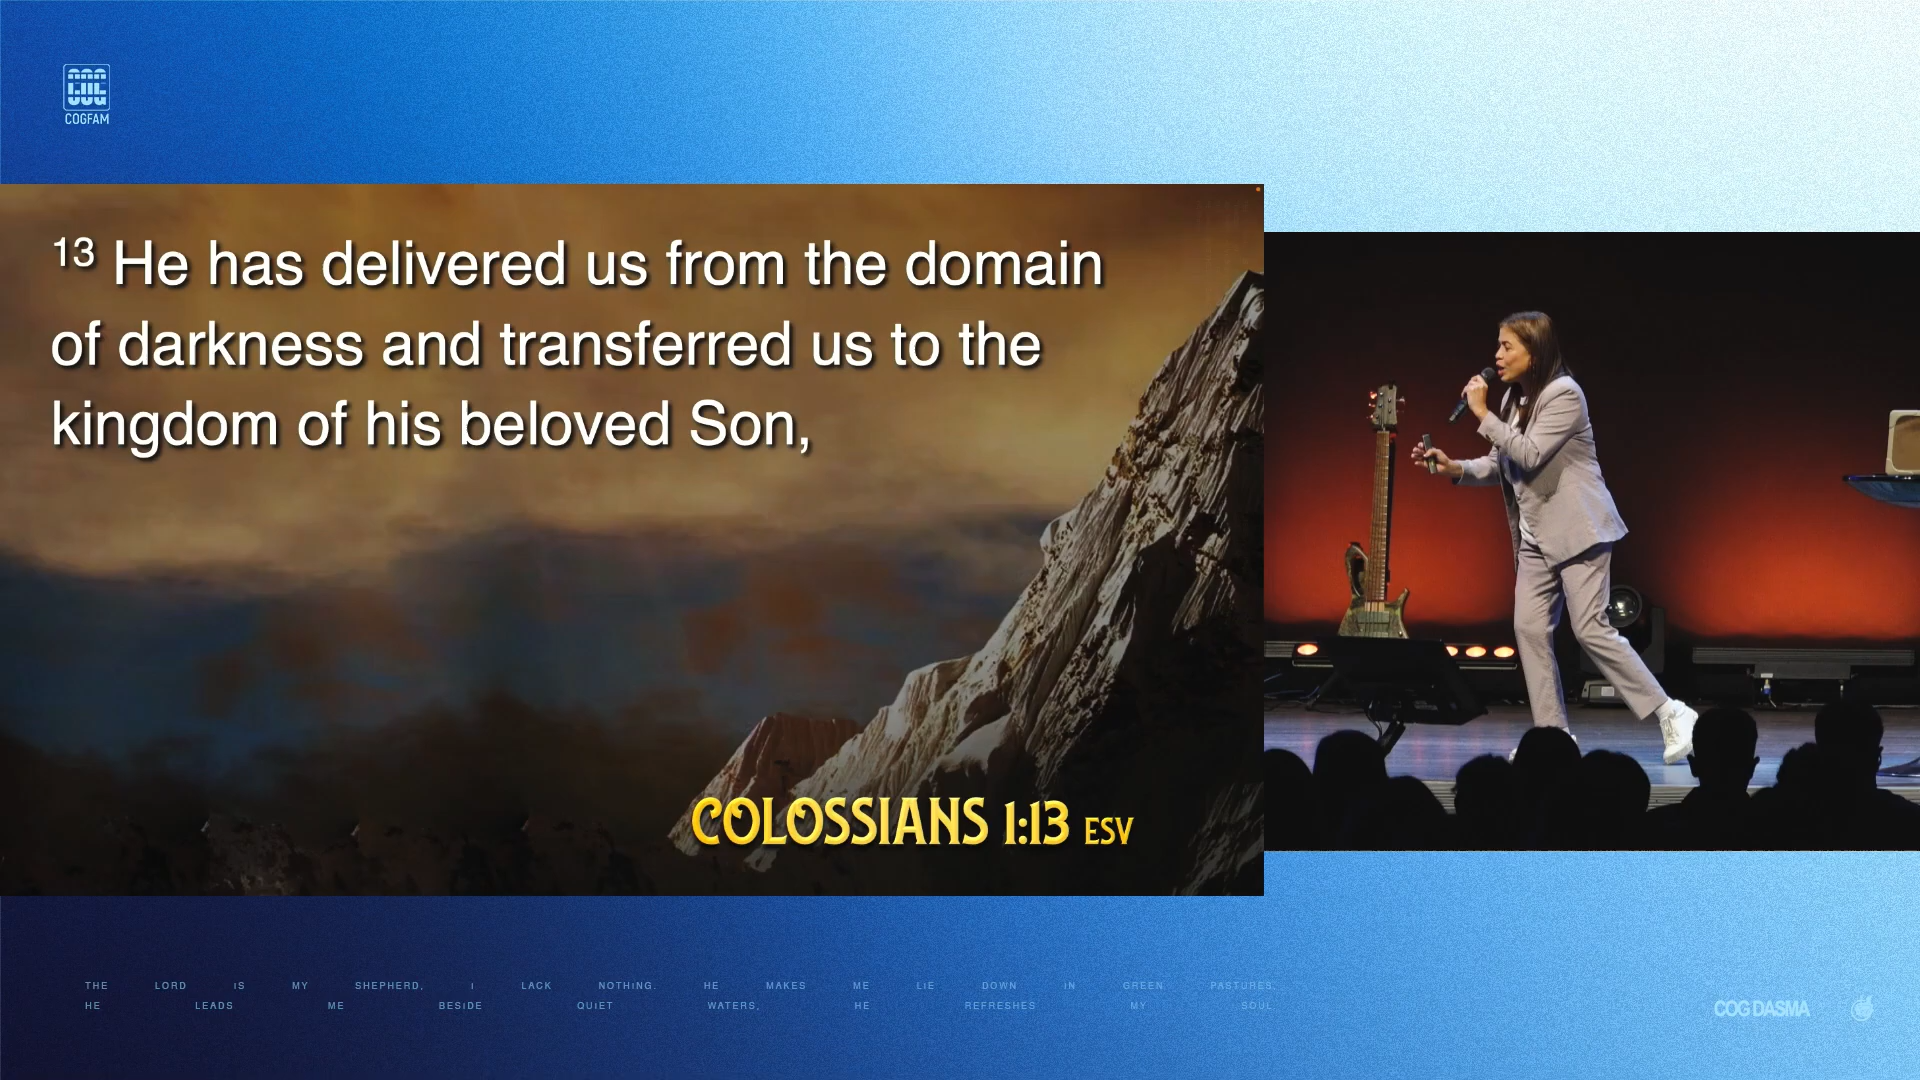 COG
COGFAM
13 He has delivered us from the domain
of darkness and transferred us to the
kingdom of his beloved Son,
COLOSSIANS 1:13 ESV
THE LORD IS MY SHEPHERD, I LACK NOTHING. HE MAKES ME LIE DOWN IN GREEN PASTURES.
HE LEADS ME BESIDE QUIET WATERS, HE REFRESHES MY SOUL
COG DASMA